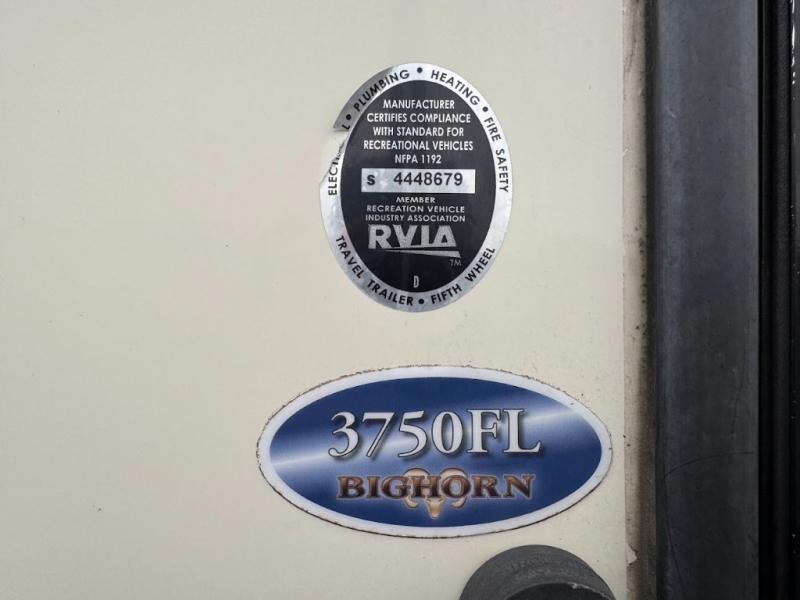 L • PLUMBING • HEATING • FIRE SAFETY
MANUFACTURER
CERTIFIES COMPLIANCE
WITH STANDARD FOR
RECREATIONAL VEHICLES
NFPA 1192
S 4448679
MEMBER
RECREATION VEHICLE
INDUSTRY ASSOCIATION
RVIA
TM
D
ELEC
TRAVEL TRAILER • FIFTH WHEEL
3750FL
BIGHORN